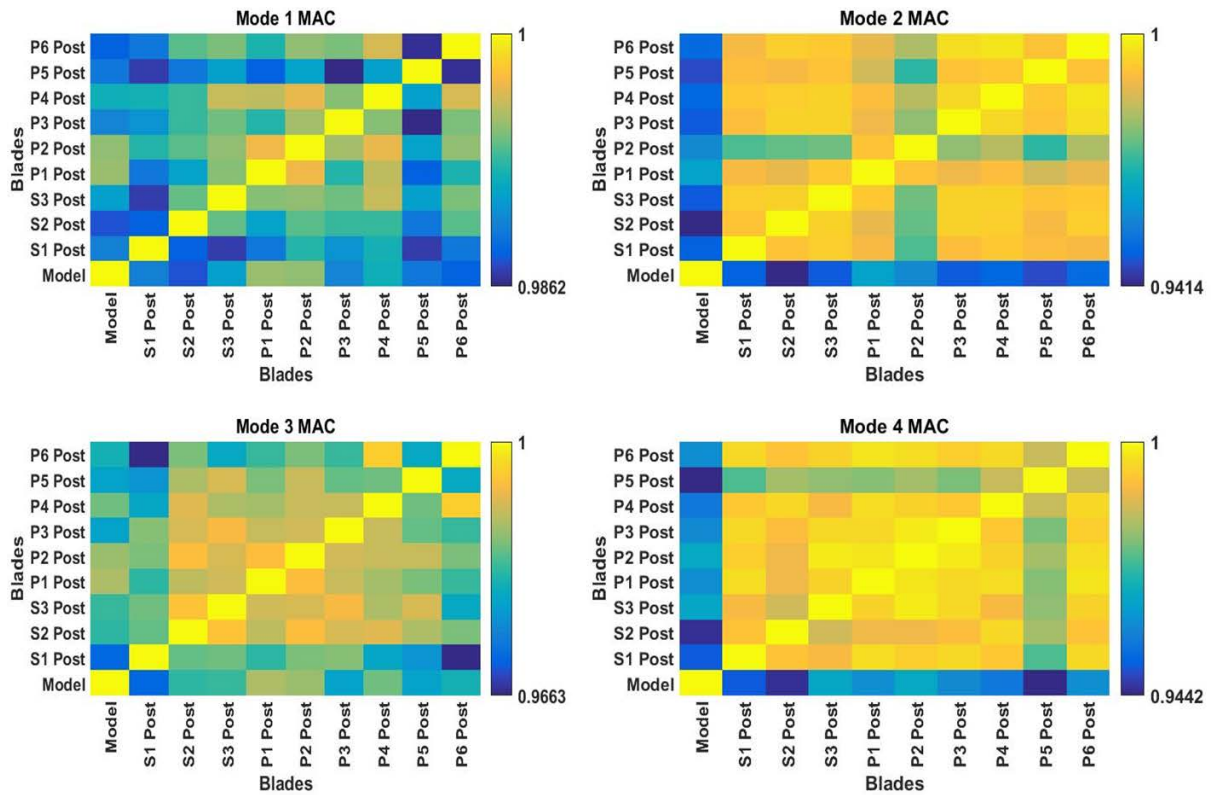 Mode 1 MAC
Blades
P6 Post
P5 Post
P4 Post
P3 Post
P2 Post
P1 Post
S3 Post
S2 Post
S1 Post
Model
Model
S1 Post
S2 Post
S3 Post
P1 Post
P2 Post
P3 Post
P4 Post
P5 Post
P6 Post
Blades
1
0.9862
Mode 2 MAC
Blades
P6 Post
P5 Post
P4 Post
P3 Post
P2 Post
P1 Post
S3 Post
S2 Post
S1 Post
Model
Model
S1 Post
S2 Post
S3 Post
P1 Post
P2 Post
P3 Post
P4 Post
P5 Post
P6 Post
Blades
1
0.9414
Mode 3 MAC
Blades
P6 Post
P5 Post
P4 Post
P3 Post
P2 Post
P1 Post
S3 Post
S2 Post
S1 Post
Model
Model
S1 Post
S2 Post
S3 Post
P1 Post
P2 Post
P3 Post
P4 Post
P5 Post
P6 Post
Blades
1
0.9663
Mode 4 MAC
Blades
P6 Post
P5 Post
P4 Post
P3 Post
P2 Post
P1 Post
S3 Post
S2 Post
S1 Post
Model
Model
S1 Post
S2 Post
S3 Post
P1 Post
P2 Post
P3 Post
P4 Post
P5 Post
P6 Post
Blades
1
0.9442